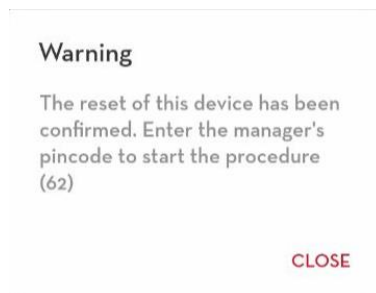 Warning
The reset of this device has been
confirmed. Enter the manager's
pincode to start the procedure
(62)
CLOSE